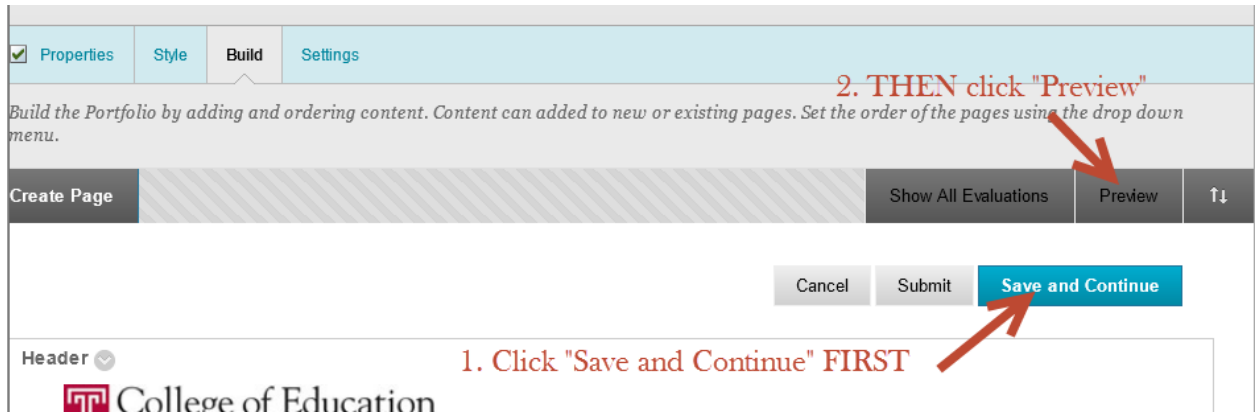 Properties Style Build Settings
2. THEN click "Preview"
Build the Portfolio by adding and ordering content. Content can added to new or existing pages. Set the order of the pages using the drop down
menu.
Create Page Show All Evaluations Preview
Cancel Submit Save and Continue
Header
1. Click "Save and Continue" FIRST
T College of Education